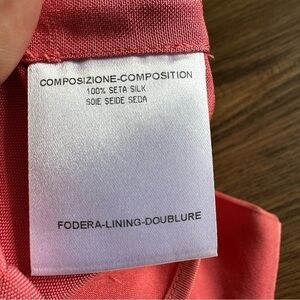 COMPOSIZIONE-COMPOSITION
100% SETA SILK
SOIE SEIDE SEDA
FODERA-LINING-DOUBLURE